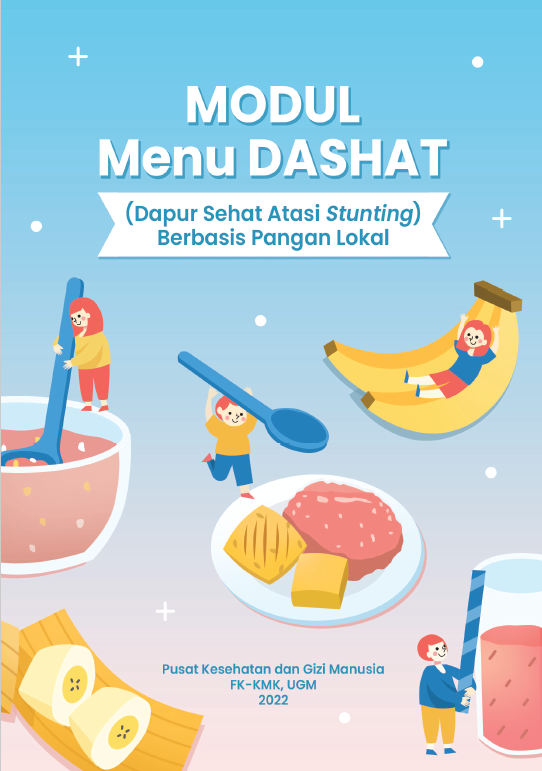 MODUL
Menu DASHAT
(Dapur Sehat Atasi Stunting)
Berbasis Pangan Lokal
Pusat Kesehatan dan Gizi Manusia
FK-KMK, UGM
2022